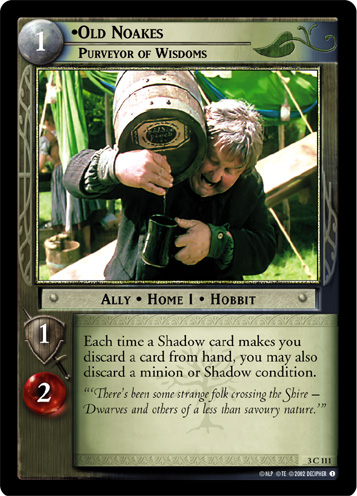 1
•Old Noakes
Purveyor of Wisdoms
Ally • Home 1 • Hobbit
1
2
Each time a Shadow card makes you
discard a card from hand, you may also
discard a minion or Shadow condition.
“‘There’s been some strange folk crossing the Shire –
Dwarves and others of a less than savoury nature.’”
3 C 111
©NLP ©TE ©2002 DECIPHER